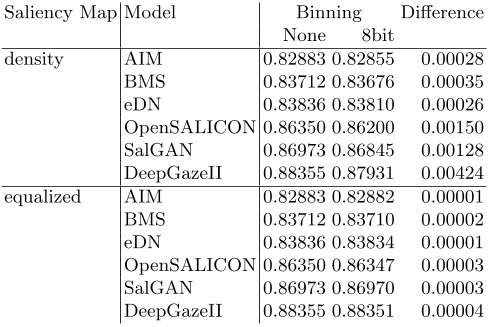 Saliency Map Model Binning Difference
None 8bit
density AIM 0.82883 0.82855 0.00028
BMS 0.83712 0.83676 0.00035
eDN 0.83836 0.83810 0.00026
OpenSALICON 0.86350 0.86200 0.00150
SalGAN 0.86973 0.86845 0.00128
DeepGazeII 0.88355 0.87931 0.00424
equalized AIM 0.82883 0.82882 0.00001
BMS 0.83712 0.83710 0.00002
eDN 0.83836 0.83834 0.00001
OpenSALICON 0.86350 0.86347 0.00003
SalGAN 0.86973 0.86970 0.00003
DeepGazeII 0.88355 0.88351 0.00004